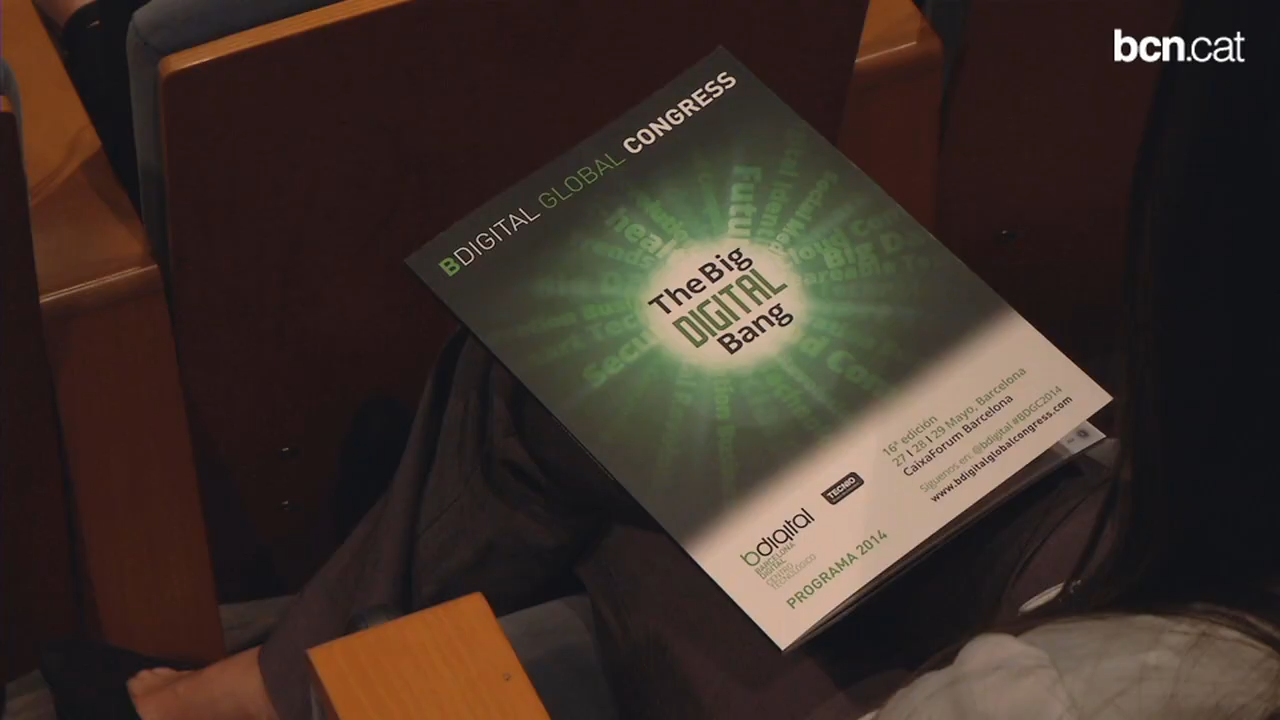 bcn.cat
BDIGITAL GLOBAL CONGRESS
Futu
The Big
DIGITAL
Bang
16ª edición
27 | 28 | 29 Mayo, Barcelona
CaixaForum Barcelona
Síguenos en: @bdigital #BDGC2014
www.bdigitalglobalcongress.com
TECNIO
bdigital
BARCELONA
DIGITAL
CENTRO
TECNOLÓGICO
PROGRAMA 2014